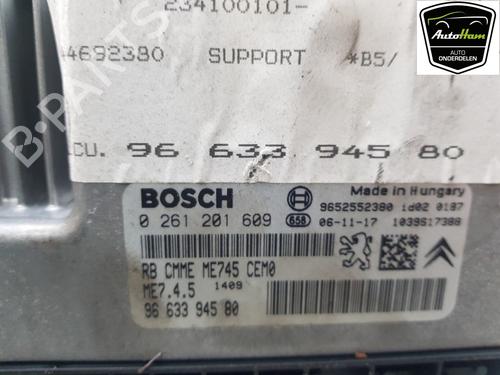 234100101-
4692380 SUPPORT *B5/
CU. 96 633 945 80
BOSCH
Made in Hungary
9652552380 id02 0187
0 261 201 609 658 06-11-17 1039S17388
RB CMME ME745 CEM0
ME7.4.5 1409
96 633 945 80
AutoHam
AUTO
ONDERDELEN
B-PARTS